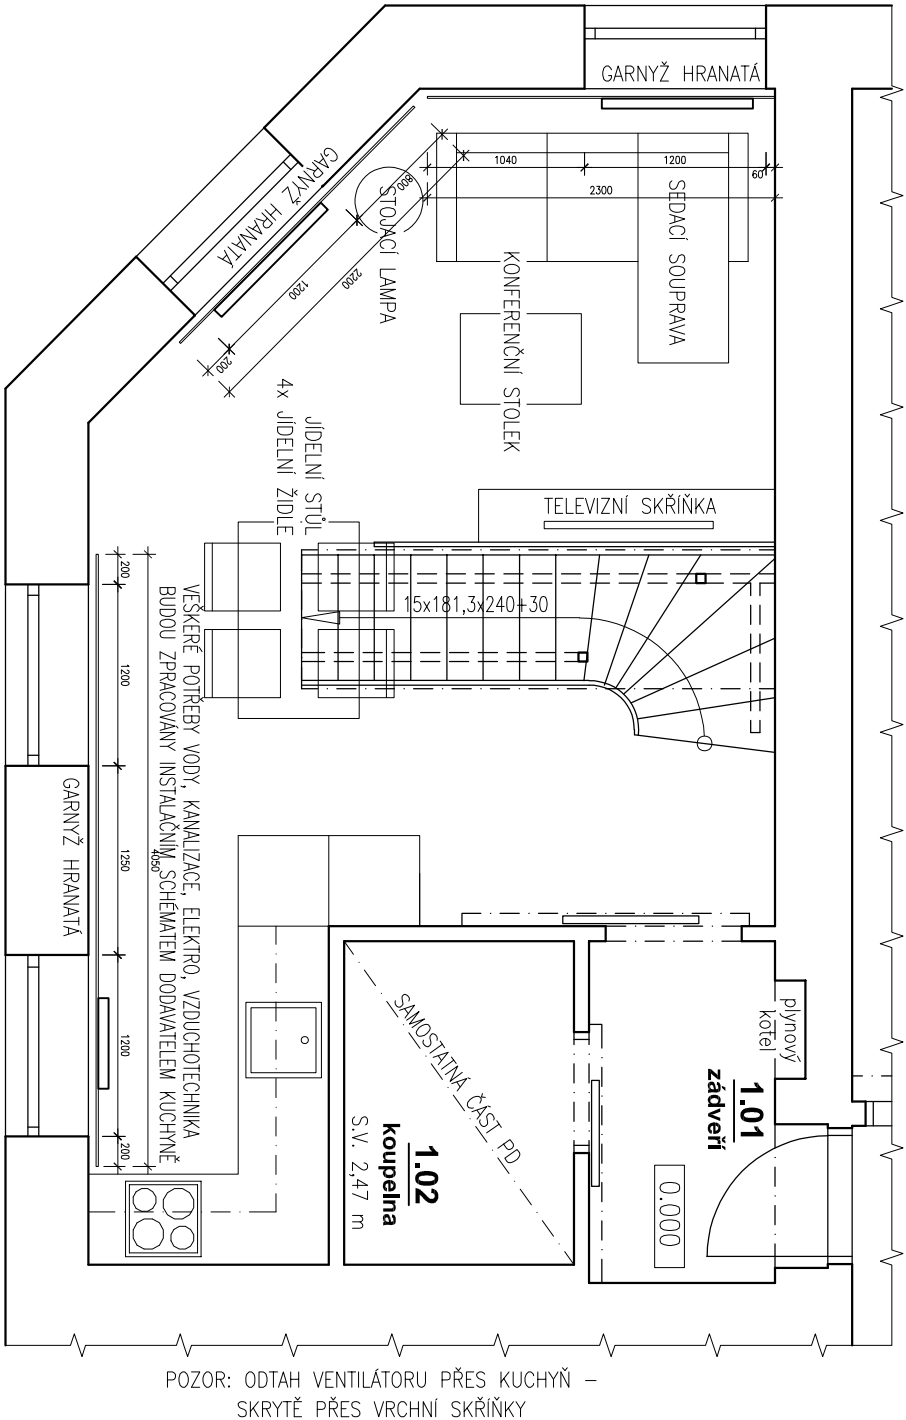 GARNYŽ HRANATÁ
GARNYŽ HRANATÁ
1040
1200
60
2300
800
STOJACÍ LAMPA
SEDACÍ SOUPRAVA
KONFERENČNÍ STOLEK
1200
2200
200
JÍDELNÍ STŮL
4x JÍDELNÍ ŽIDLE
TELEVIZNÍ SKŘÍŇKA
15x181,3x240+30
200
1200
1250
4050
1200
200
GARNYŽ HRANATÁ
VEŠKERÉ POTŘEBY VODY, KANALIZACE, ELEKTRO, VZDUCHOTECHNIKA
BUDOU ZPRACOVÁNY INSTALAČNÍM SCHÉMATEM DODAVATELEM KUCHYNĚ
plynový
kotel
1.01
zádveří
0.000
SAMOSTATNÁ ČÁST PD
1.02
koupelna
S.V. 2,47 m
POZOR: ODTAH VENTILÁTORU PŘES KUCHYŇ –
SKRYTĚ PŘES VRCHNÍ SKŘÍŇKY